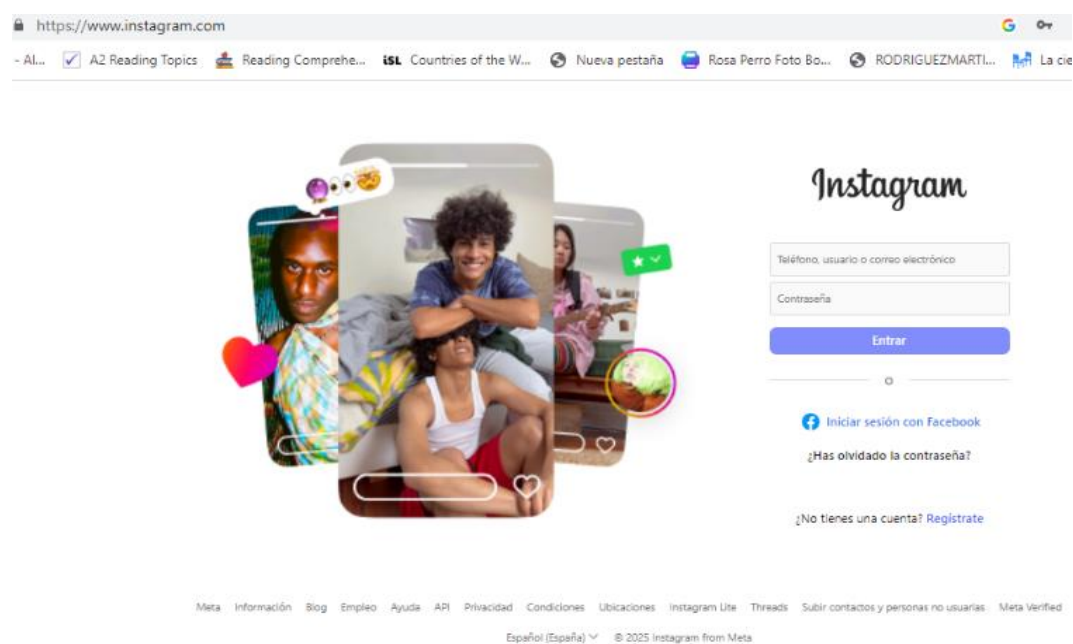 https://www.instagram.com
- Al... A2 Reading Topics Reading Comprehe... iSL Countries of the W... Nueva pestaña Rosa Perro Foto Bo... RODRIGUEZMARTI... La cie
Instagram
Teléfono, usuario o correo electrónico
Contraseña
Entrar
O
Iniciar sesión con Facebook
¿Has olvidado la contraseña?
¿No tienes una cuenta? Regístrate
Meta Información Blog Empleo Ayuda API Privacidad Condiciones Ubicaciones Instagram Lite Threads Subir contactos y personas no usuarias Meta Verified
Español (España) © 2025 Instagram from Meta